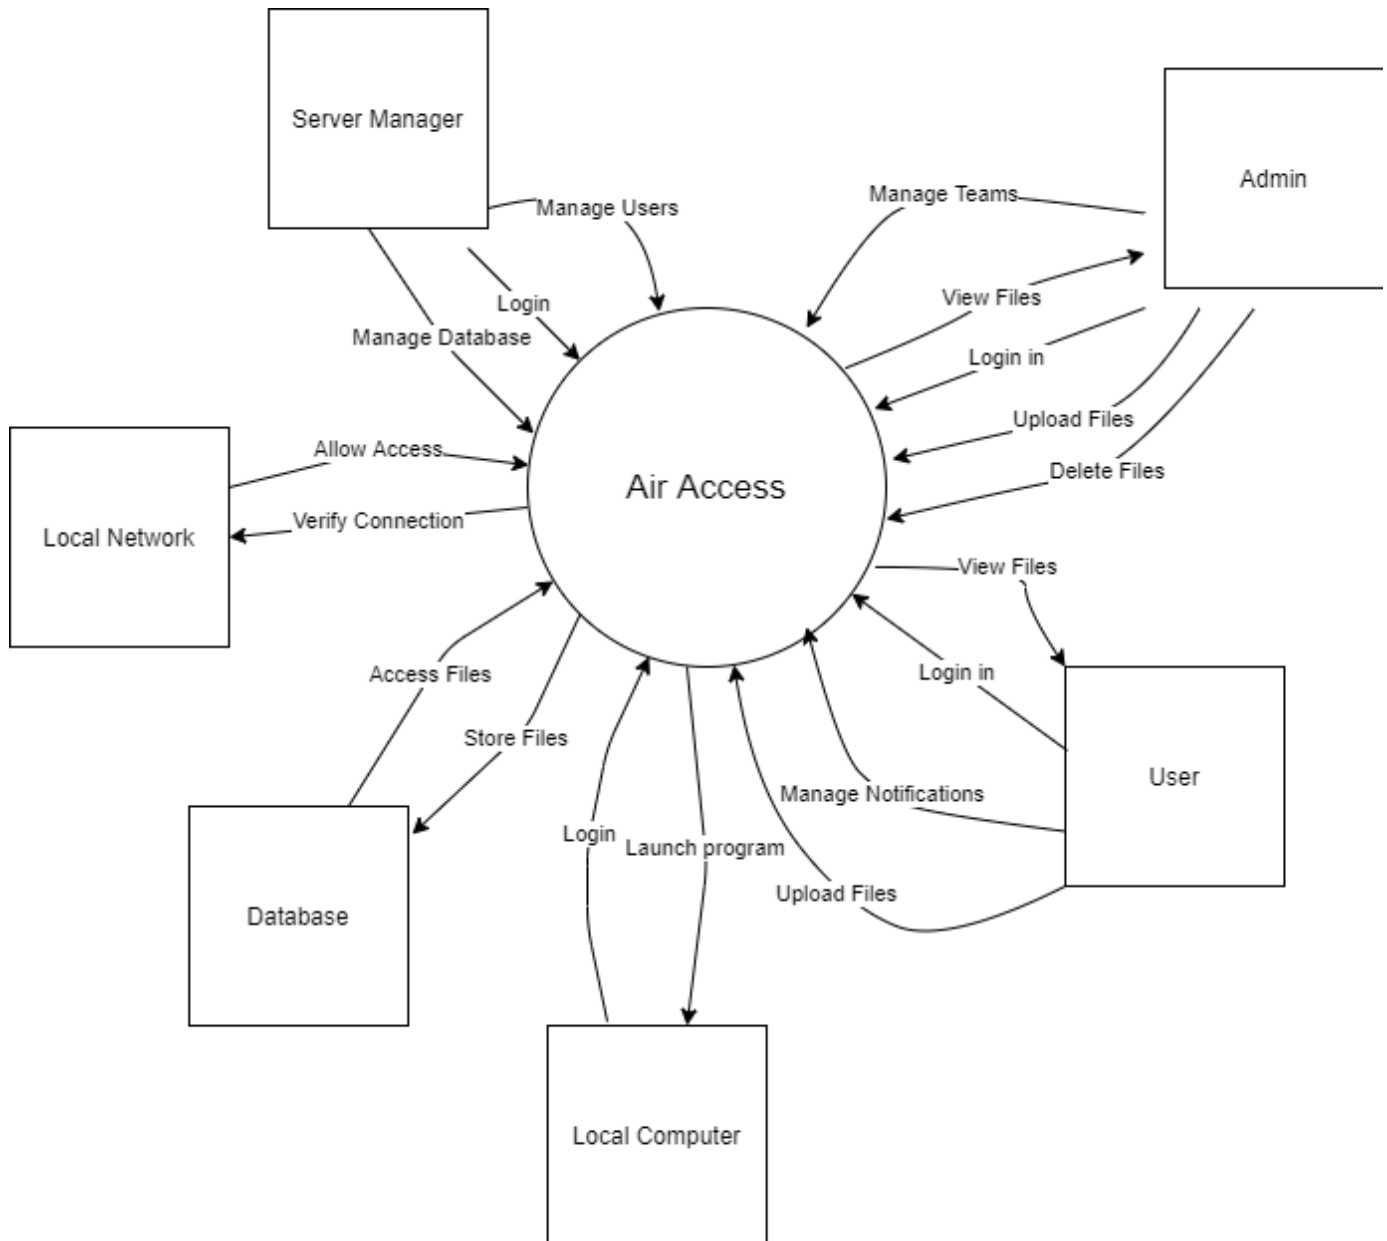 Server Manager
Admin
Manage Teams
Manage Users
View Files
Login
Manage Database
Login in
Upload Files
Allow Access
Delete Files
Air Access
Verify Connection
Local Network
View Files
Access Files
Login in
Store Files
User
Manage Notifications
Login
Launch program
Upload Files
Database
Local Computer